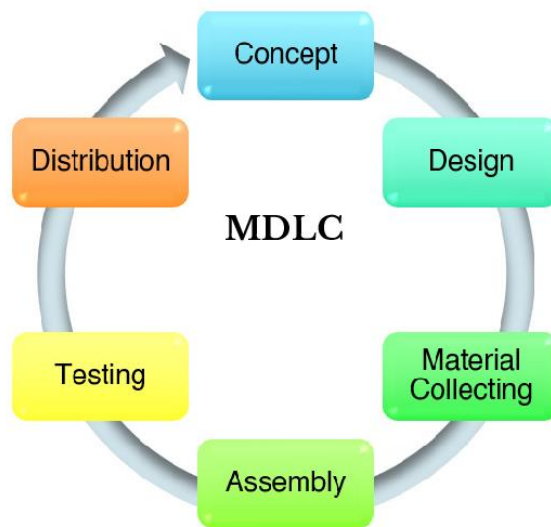 Concept
Design
Material
Collecting
Assembly
Testing
Distribution
MDLC